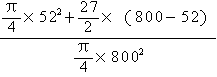 π/4 × 52² + 27/2 × (800 − 52)
π/4 × 800²